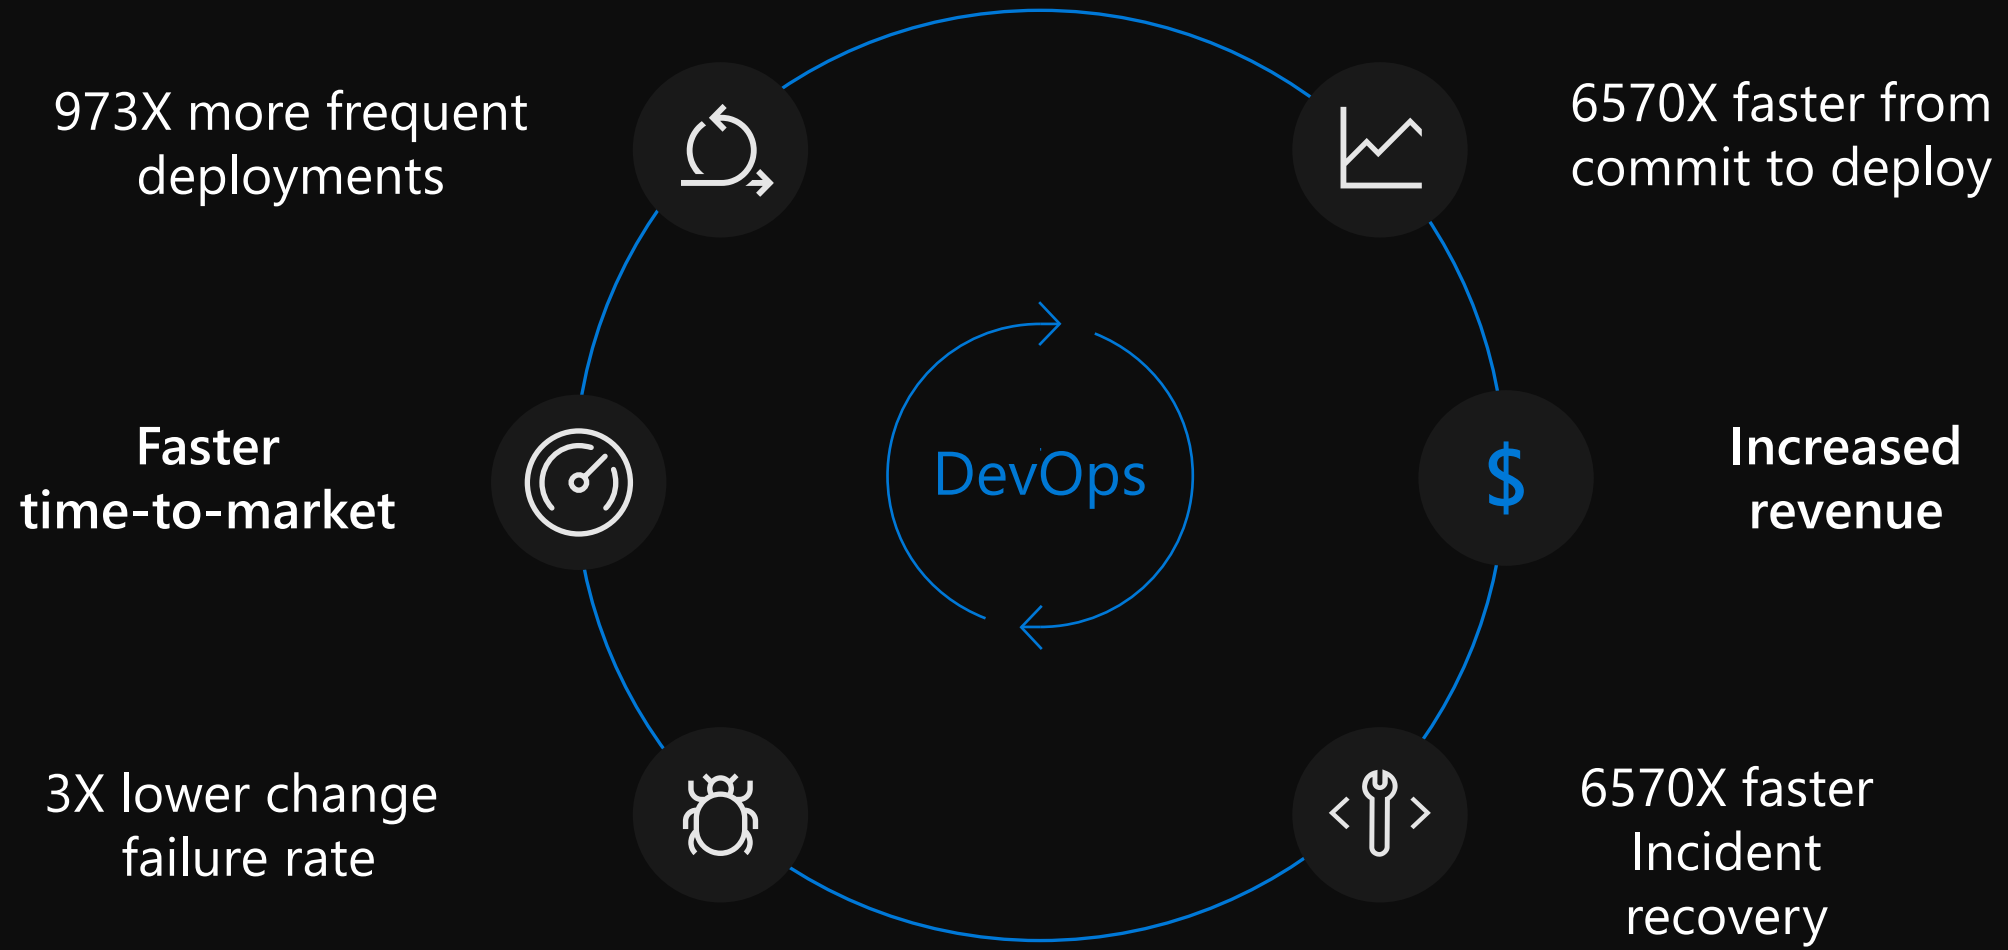 973X more frequent
deployments
6570X faster from
commit to deploy
Faster
time-to-market
DevOps
$
Increased
revenue
3X lower change
failure rate
6570X faster
Incident
recovery